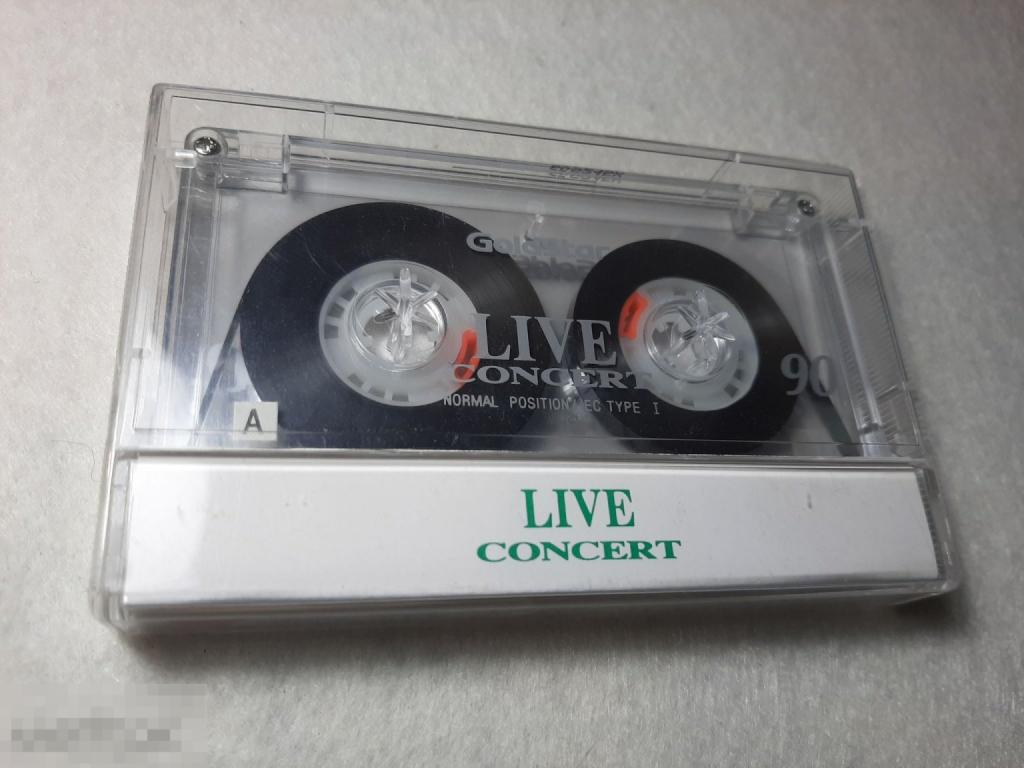 LIVE
CONCERT
90
NORMAL POSITION IEC TYPE I
A
LIVE
CONCERT